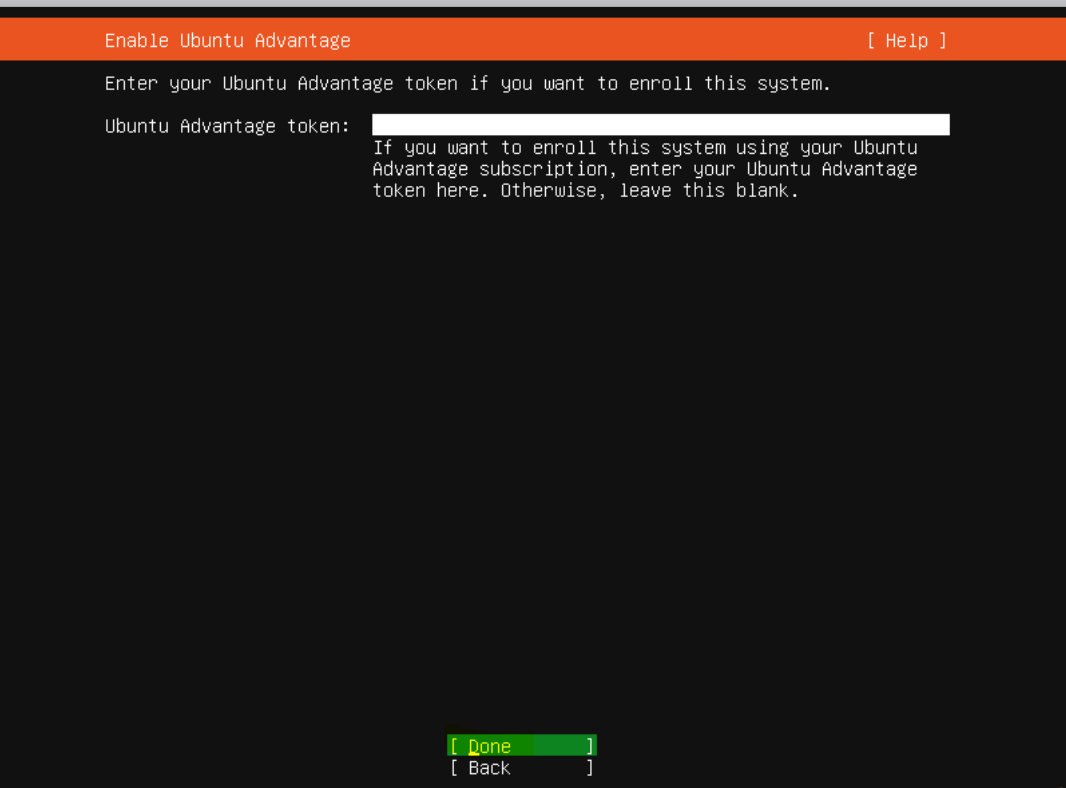 Enable Ubuntu Advantage [ Help ]
Enter your Ubuntu Advantage token if you want to enroll this system.
Ubuntu Advantage token:
If you want to enroll this system using your Ubuntu
Advantage subscription, enter your Ubuntu Advantage
token here. Otherwise, leave this blank.
[ Done ]
[ Back ]